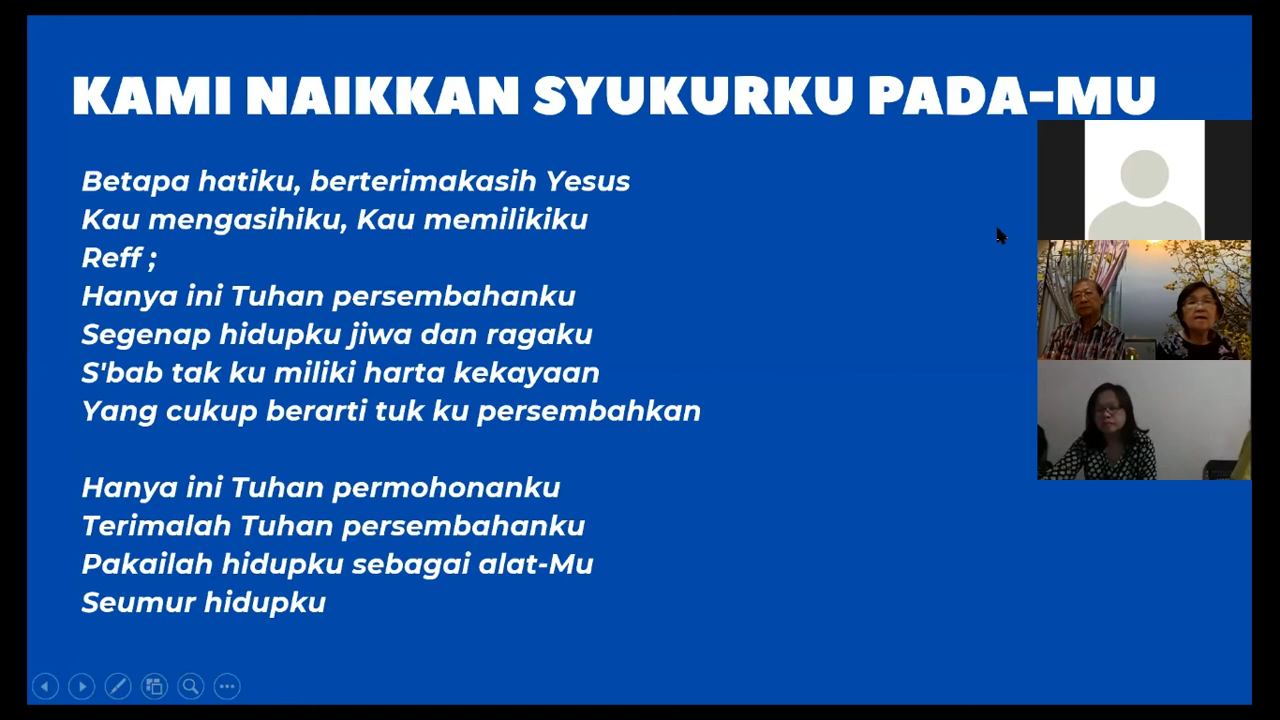 KAMI NAIKKAN SYUKURKU PADA-MU
Betapa hatiku, berterimakasih Yesus
Kau mengasihiku, Kau memilikiku
Reff ;
Hanya ini Tuhan persembahanku
Segenap hidupku jiwa dan ragaku
S'bab tak ku miliki harta kekayaan
Yang cukup berarti tuk ku persembahkan
Hanya ini Tuhan permohonanku
Terimalah Tuhan persembahanku
Pakailah hidupku sebagai alat-Mu
Seumur hidupku